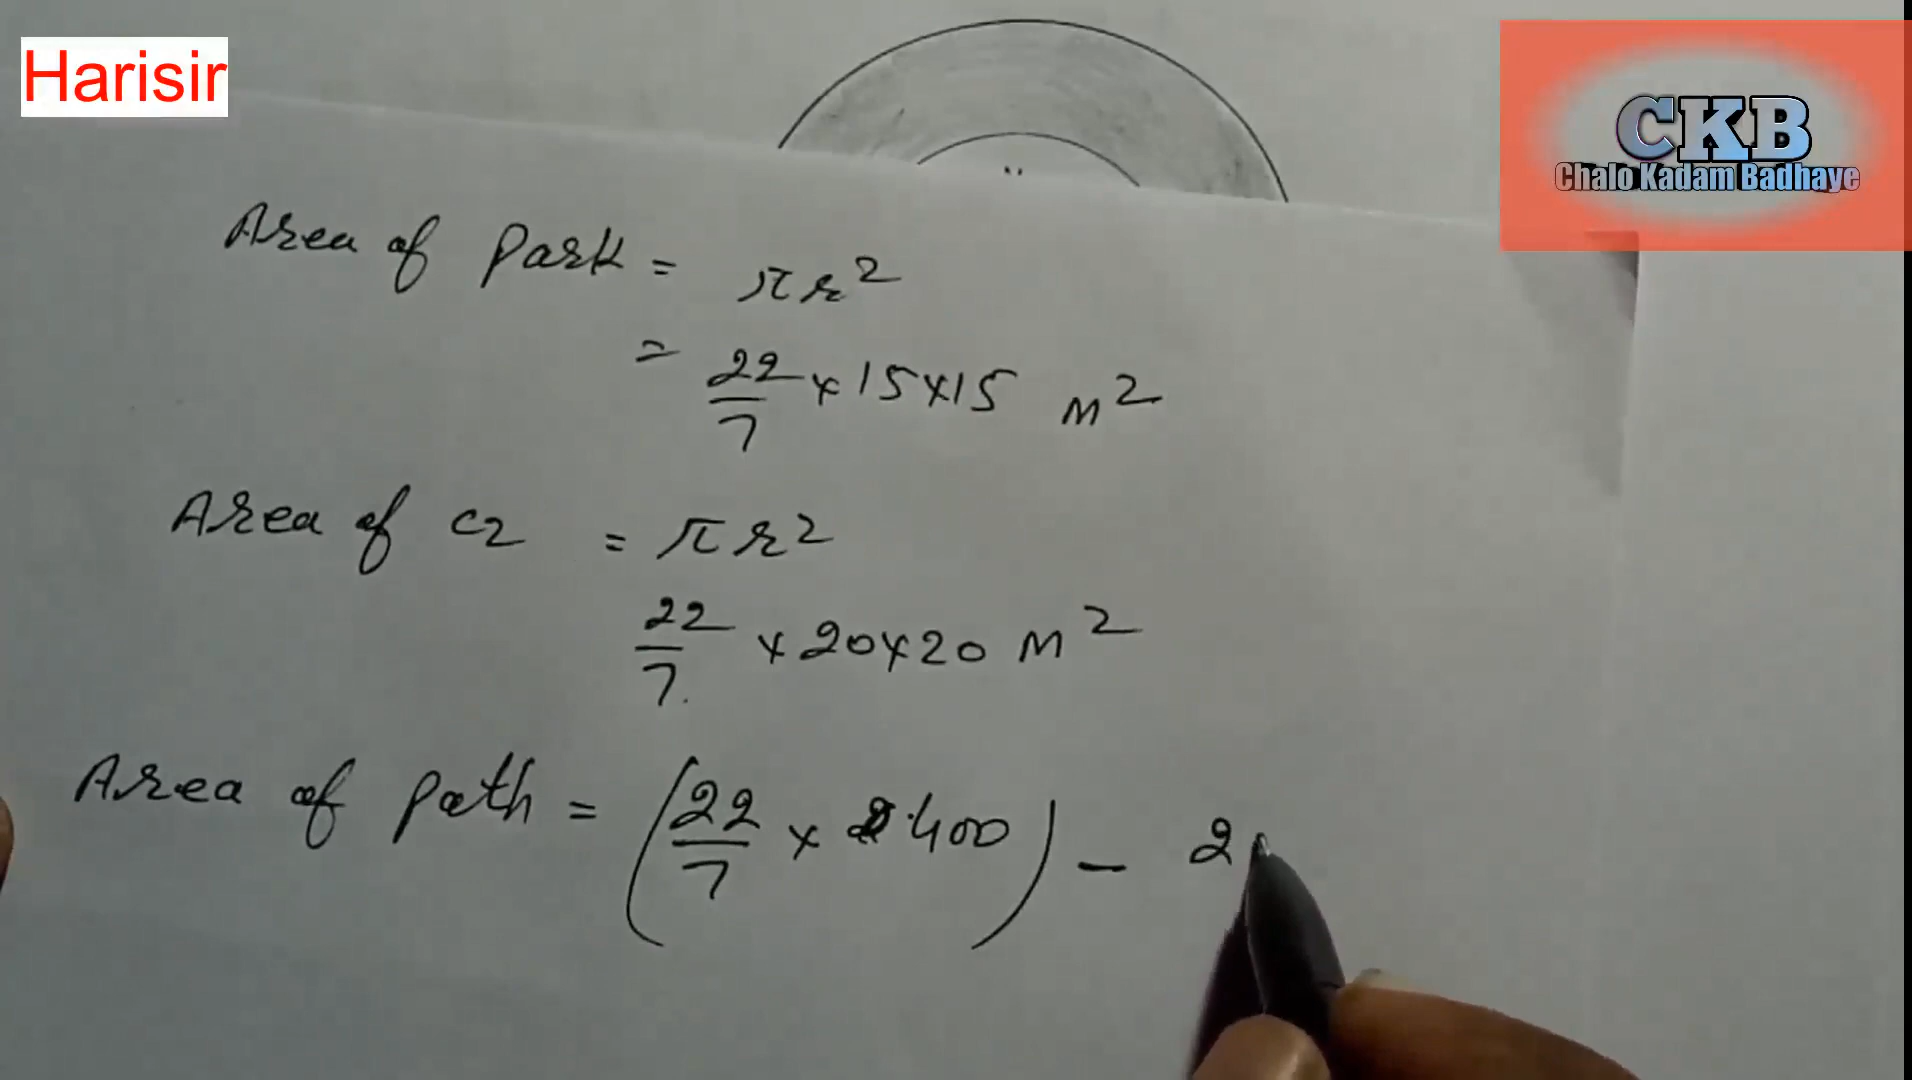 Harisir
CKB
Chalo Kadam Badhaye
Area of Park = πr²
= 22/7 × 15×15 m²
Area of C2 = πr²
22/7 × 20×20 m²
Area of Path = (22/7 × 400) - 2